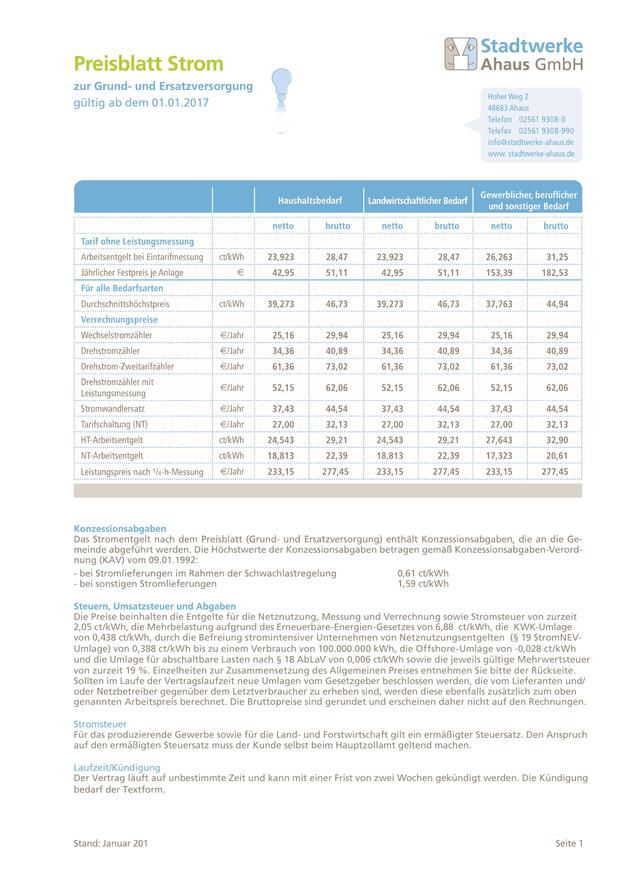 Preisblatt Strom
zur Grund- und Ersatzversorgung
gültig ab dem 01.01.2017
Stadtwerke
Ahaus GmbH
Hoher Weg 2
48683 Ahaus
Telefon 02561 9308-0
Telefax 02561 9308-990
info@stadtwerke-ahaus.de
www. stadtwerke-ahaus.de
Haushaltsbedarf Landwirtschaftlicher Bedarf Gewerblicher, beruflicher
und sonstiger Bedarf
netto brutto netto brutto netto brutto
Tarif ohne Leistungsmessung
Arbeitsentgelt bei Eintarifmessung ct/kWh 23,923 28,47 23,923 28,47 26,263 31,25
Jährlicher Festpreis je Anlage € 42,95 51,11 42,95 51,11 153,39 182,53
Für alle Bedarfsarten
Durchschnittshöchstpreis ct/kWh 39,273 46,73 39,273 46,73 37,763 44,94
Verrechnungspreise
Wechselstromzähler €/Jahr 25,16 29,94 25,16 29,94 25,16 29,94
Drehstromzähler €/Jahr 34,36 40,89 34,36 40,89 34,36 40,89
Drehstrom-Zweitarifzähler €/Jahr 61,36 73,02 61,36 73,02 61,36 73,02
Drehstromzähler mit
Leistungsmessung €/Jahr 52,15 62,06 52,15 62,06 52,15 62,06
Stromwandlersatz €/Jahr 37,43 44,54 37,43 44,54 37,43 44,54
Tarifschaltung (NT) €/Jahr 27,00 32,13 27,00 32,13 27,00 32,13
HT-Arbeitsentgelt ct/kWh 24,543 29,21 24,543 29,21 27,643 32,90
NT-Arbeitsentgelt ct/kWh 18,813 22,39 18,813 22,39 17,323 20,61
Leistungspreis nach ¹/₄-h-Messung €/Jahr 233,15 277,45 233,15 277,45 233,15 277,45
Konzessionsabgaben
Das Stromentgelt nach dem Preisblatt (Grund- und Ersatzversorgung) enthält Konzessionsabgaben, die an die Ge-
meinde abgeführt werden. Die Höchstwerte der Konzessionsabgaben betragen gemäß Konzessionsabgaben-Verord-
nung (KAV) vom 09.01.1992:
- bei Stromlieferungen im Rahmen der Schwachlastregelung 0,61 ct/kWh
- bei sonstigen Stromlieferungen 1,59 ct/kWh
Steuern, Umsatzsteuer und Abgaben
Die Preise beinhalten die Entgelte für die Netznutzung, Messung und Verrechnung sowie Stromsteuer von zurzeit
2,05 ct/kWh, die Mehrbelastung aufgrund des Erneuerbare-Energien-Gesetzes von 6,88 ct/kWh, die KWK-Umlage
von 0,438 ct/kWh, durch die Befreiung stromintensiver Unternehmen von Netznutzungsentgelten (§ 19 StromNEV-
Umlage) von 0,388 ct/kWh bis zu einem Verbrauch von 100.000.000 kWh, die Offshore-Umlage von -0,028 ct/kWh
und die Umlage für abschaltbare Lasten nach § 18 AbLaV von 0,006 ct/kWh sowie die jeweils gültige Mehrwertsteuer
von zurzeit 19 %. Einzelheiten zur Zusammensetzung des Allgemeinen Preises entnehmen Sie bitte der Rückseite.
Sollten im Laufe der Vertragslaufzeit neue Umlagen vom Gesetzgeber beschlossen werden, die vom Lieferanten und/
oder Netzbetreiber gegenüber dem Letztverbraucher zu erheben sind, werden diese ebenfalls zusätzlich zum oben
genannten Arbeitspreis berechnet. Die Bruttopreise sind gerundet und erscheinen daher nicht auf den Rechnungen.
Stromsteuer
Für das produzierende Gewerbe sowie für die Land- und Forstwirtschaft gilt ein ermäßigter Steuersatz. Den Anspruch
auf den ermäßigten Steuersatz muss der Kunde selbst beim Hauptzollamt geltend machen.
Laufzeit/Kündigung
Der Vertrag läuft auf unbestimmte Zeit und kann mit einer Frist von zwei Wochen gekündigt werden. Die Kündigung
bedarf der Textform.
Stand: Januar 201 Seite 1